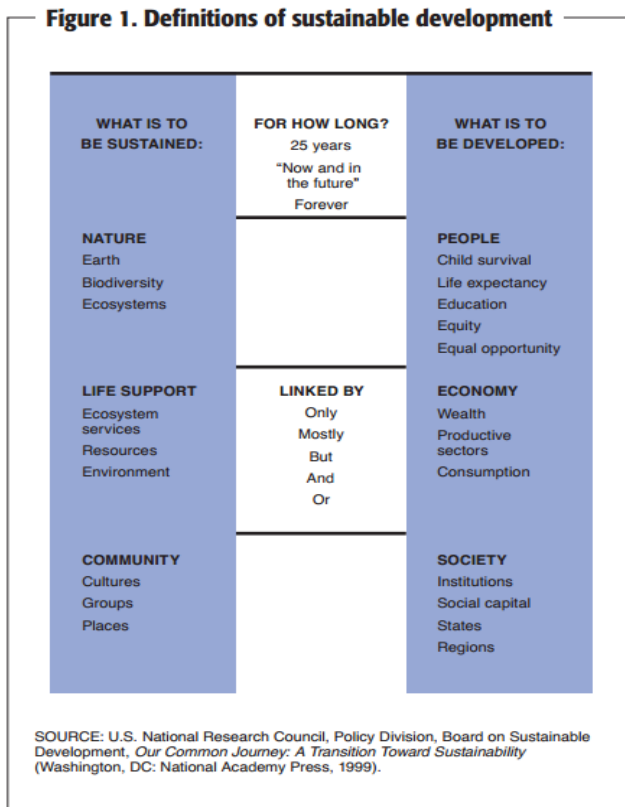 Figure 1. Definitions of sustainable development
WHAT IS TO
BE SUSTAINED:
FOR HOW LONG?
25 years
“Now and in
the future"
Forever
WHAT IS TO
BE DEVELOPED:
NATURE
Earth
Biodiversity
Ecosystems
PEOPLE
Child survival
Life expectancy
Education
Equity
Equal opportunity
LIFE SUPPORT
Ecosystem
services
Resources
Environment
LINKED BY
Only
Mostly
But
And
Or
ECONOMY
Wealth
Productive
sectors
Consumption
COMMUNITY
Cultures
Groups
Places
SOCIETY
Institutions
Social capital
States
Regions
SOURCE: U.S. National Research Council, Policy Division, Board on Sustainable
Development, Our Common Journey: A Transition Toward Sustainability
(Washington, DC: National Academy Press, 1999).